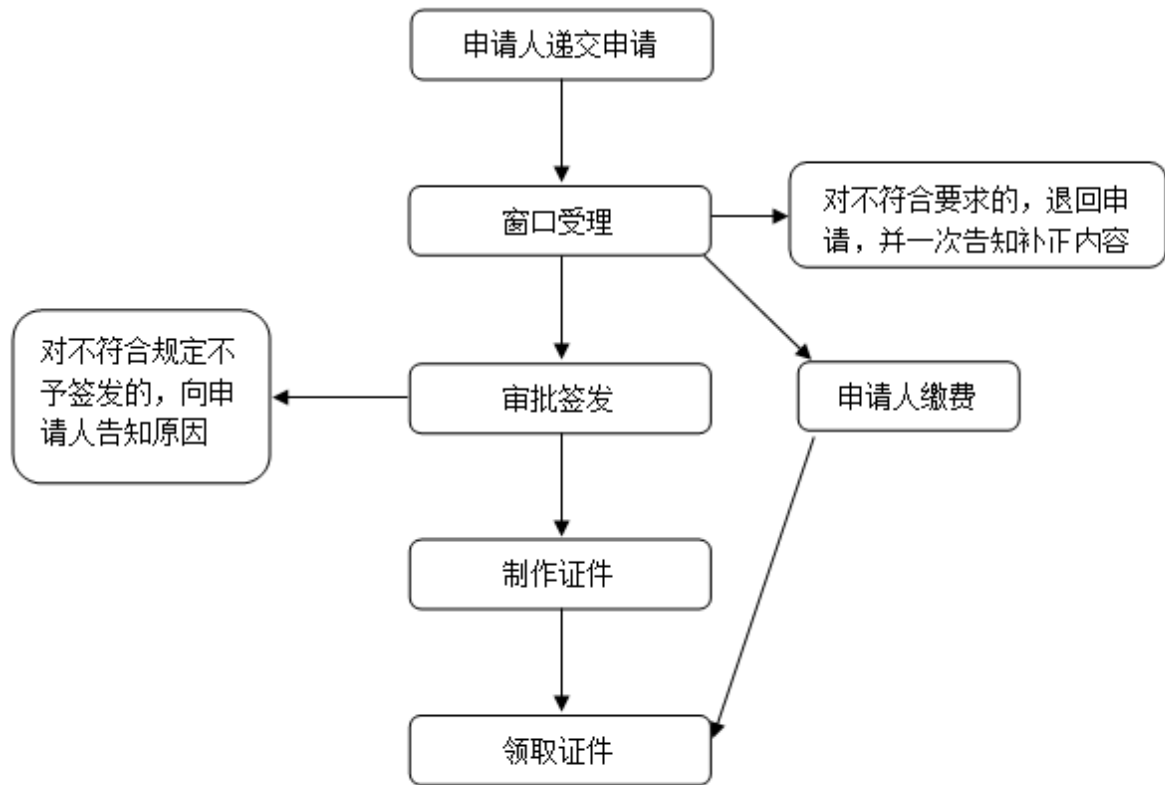 申请人递交申请
窗口受理
对不符合要求的，退回申
请，并一次告知补正内容
对不符合规定不
予签发的，向申
请人告知原因
审批签发
申请人缴费
制作证件
领取证件